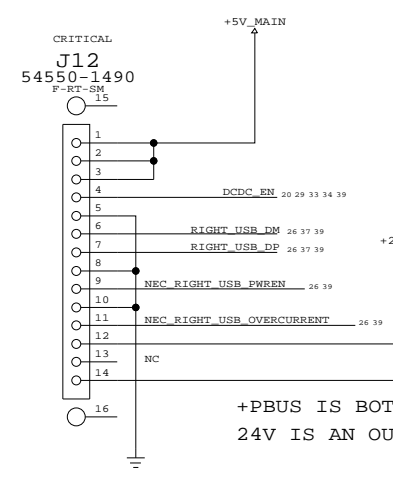 +5V_MAIN
CRITICAL
J12
54550-1490
F-RT-SM
15
1
2
3
4 DCDC_EN 20 29 33 34 39
5
6 RIGHT_USB_DM 26 37 39
7 RIGHT_USB_DP 26 37 39
+2
8
9 NEC_RIGHT_USB_PWREN 26 39
10
11 NEC_RIGHT_USB_OVERCURRENT 26 39
12
13 NC
14
16
+PBUS IS BOT
24V IS AN OU